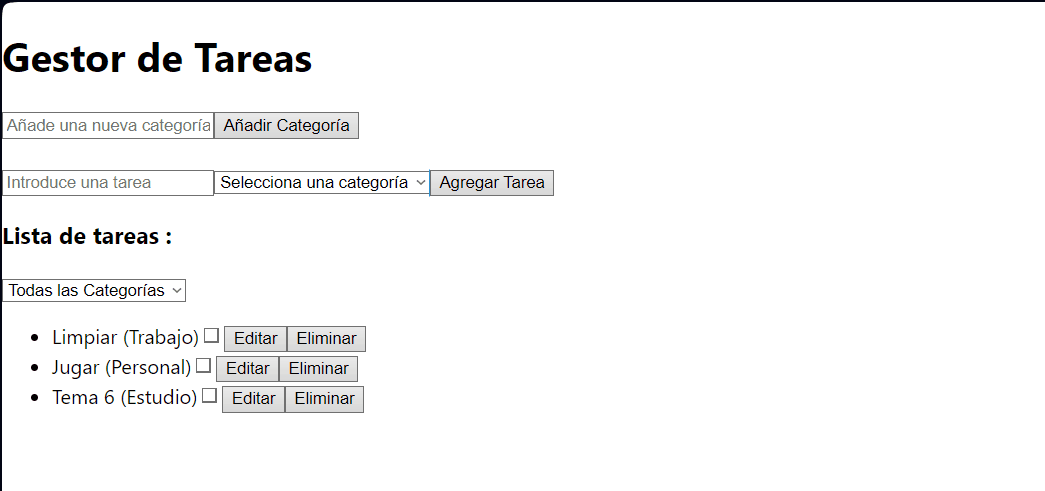 Gestor de Tareas
Añade una nueva categoría Añadir Categoría
Introduce una tarea Selecciona una categoría Agregar Tarea
Lista de tareas :
Todas las Categorías
Limpiar (Trabajo) Editar Eliminar
Jugar (Personal) Editar Eliminar
Tema 6 (Estudio) Editar Eliminar